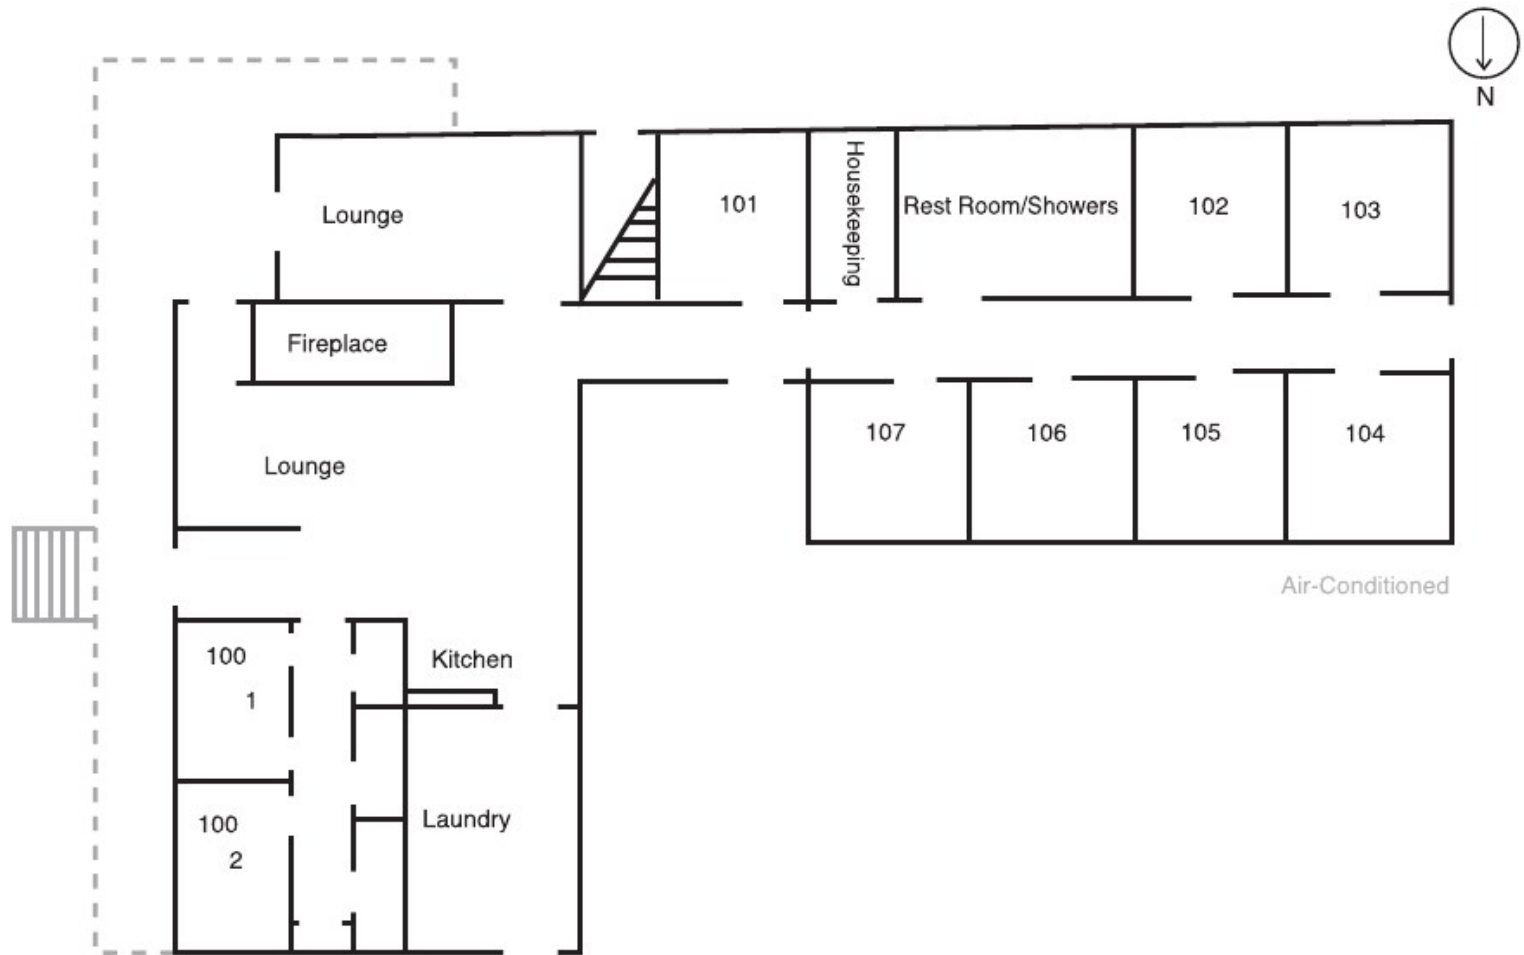 N
Housekeeping
Lounge
101
Rest Room/Showers
102
103
Fireplace
Lounge
107
106
105
104
Air-Conditioned
100
1
Kitchen
100
2
Laundry